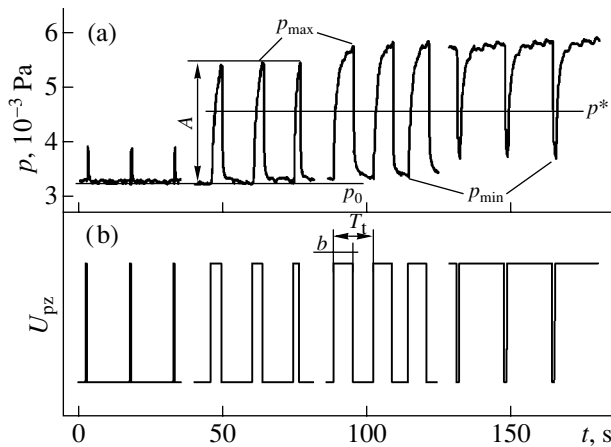 (a)
p_max
6
5
4
3
p, 10⁻³ Pa
A
p*
p_0
p_min
(b)
T_t
b
U_pz
0
50
100
150
t, s